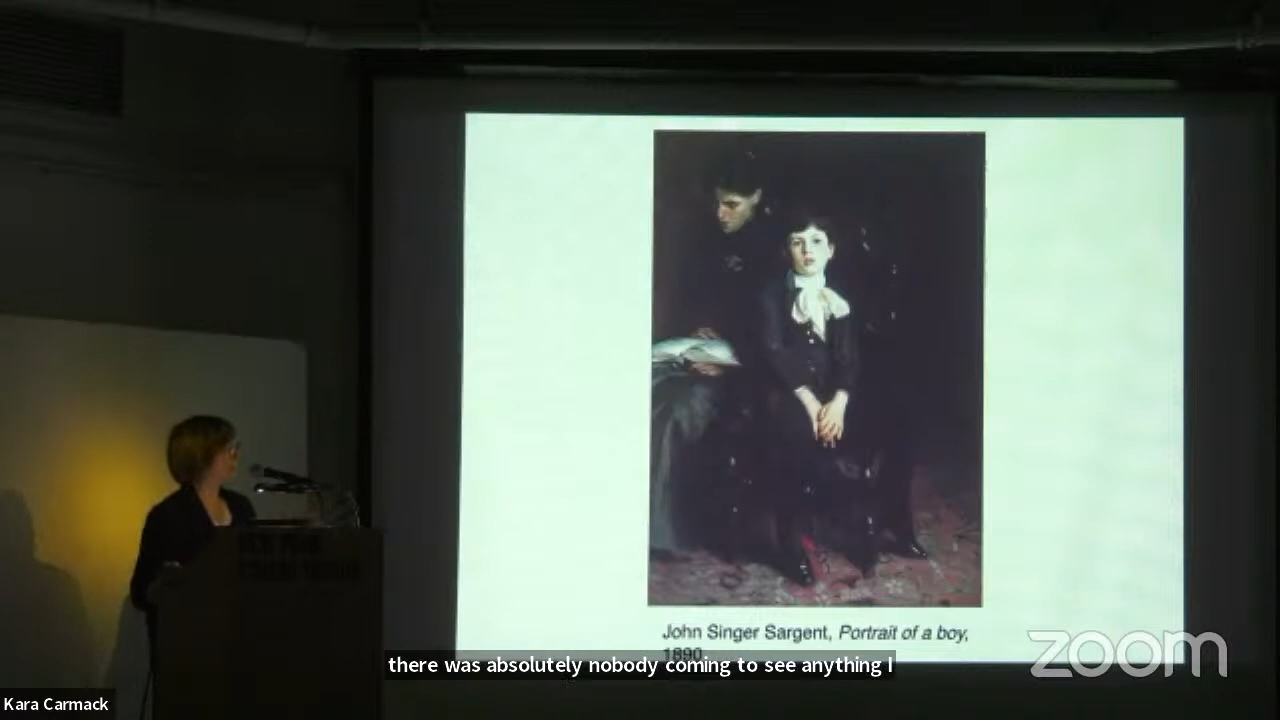 John Singer Sargent, Portrait of a boy,
1890
there was absolutely nobody coming to see anything I
zoom
Kara Carmack